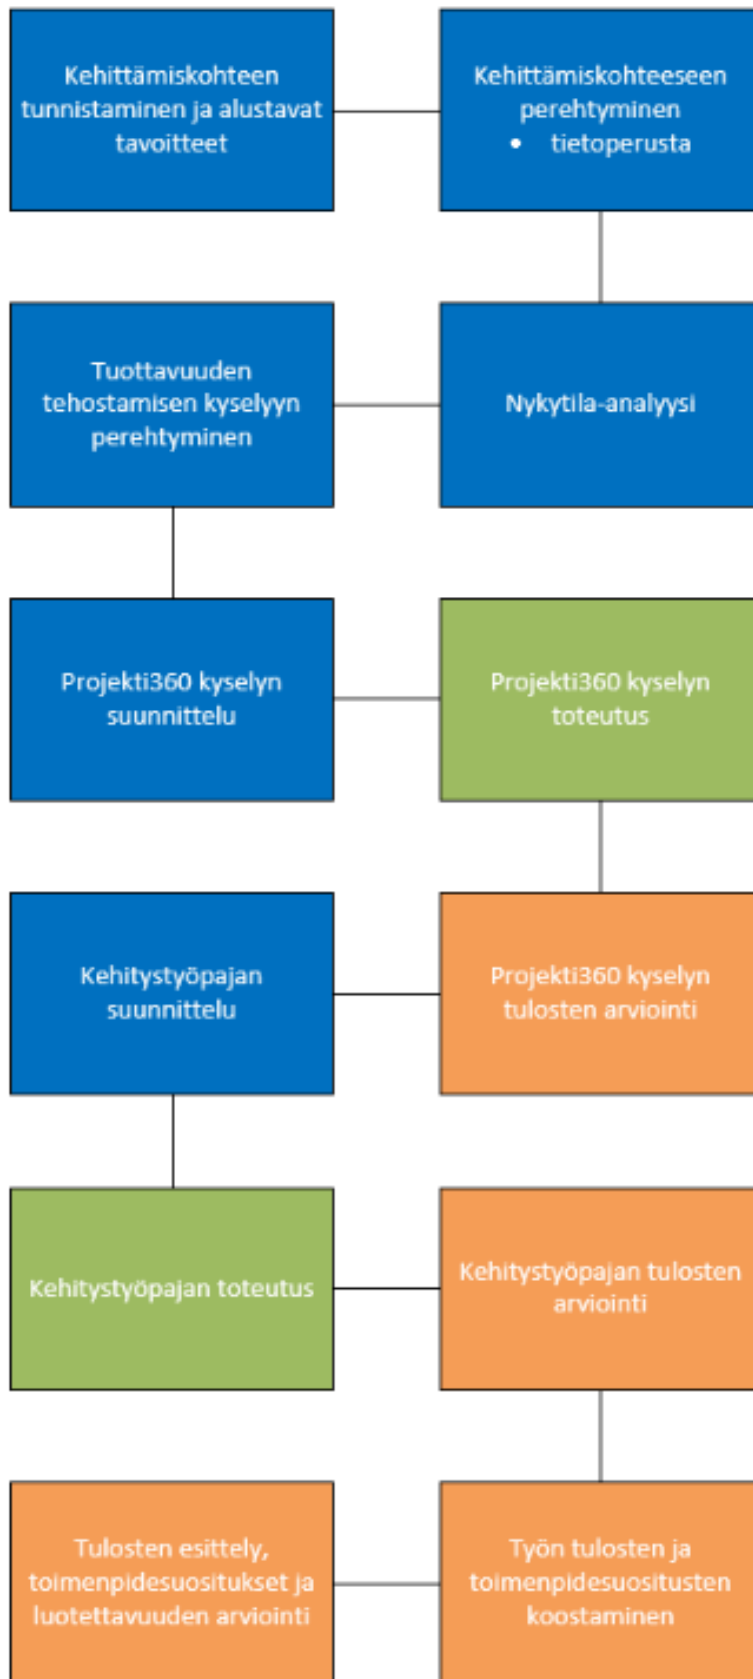 Kehittämiskohteen
tunnistaminen ja alustavat
tavoitteet
Kehittämiskohteeseen
perehtyminen
• tietoperusta
Nykytila-analyysi
Tuottavuuden
tehostamisen kyselyyn
perehtyminen
Projekti360 kyselyn
suunnittelu
Projekti360 kyselyn
toteutus
Projekti360 kyselyn
tulosten arviointi
Kehitystyöpajan
suunnittelu
Kehitystyöpajan toteutus
Kehitystyöpajan tulosten
arviointi
Työn tulosten ja
toimenpidesuositusten
koostaminen
Tulosten esittely,
toimenpidesuositukset ja
luotettavuuden arviointi